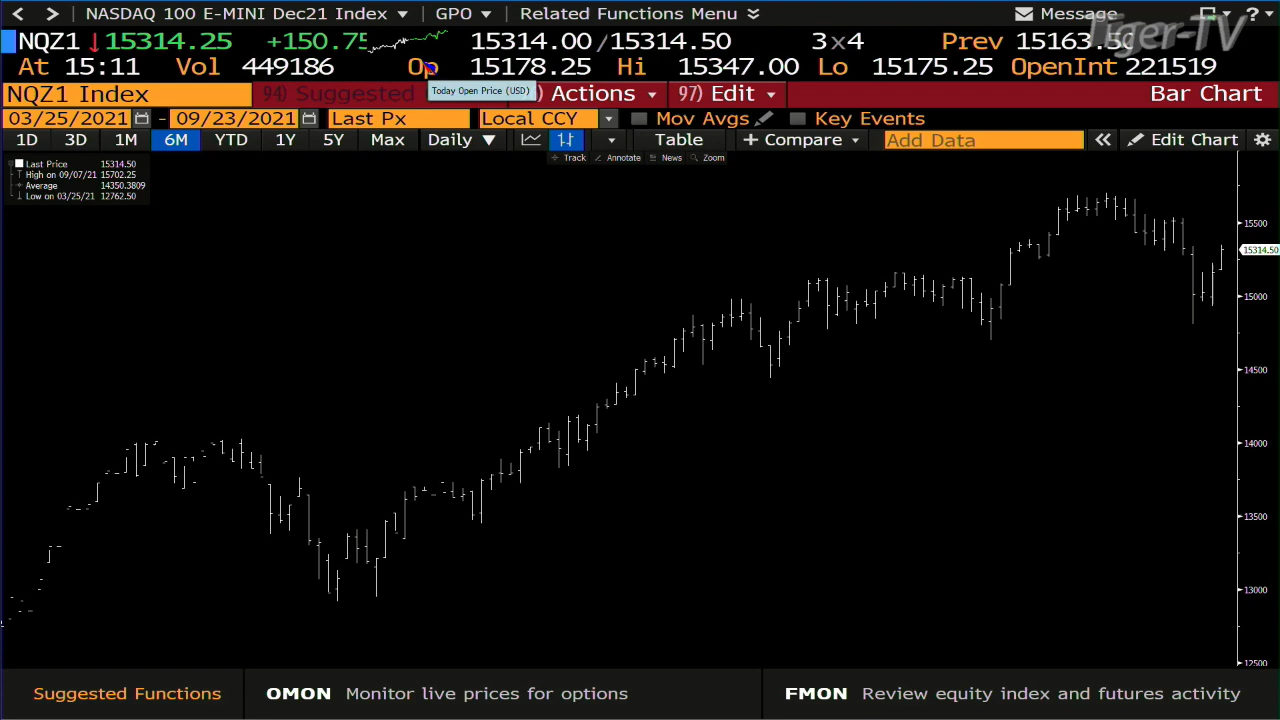 < > NASDAQ 100 E-MINI Dec21 Index GPO Related Functions Menu Message ?
NQZ1 15314.25 +150.75 15314.00/15314.50 3x4 Prev 15163.50
At 15:11 Vol 449186 Op 15178.25 Hi 15347.00 Lo 15175.25 OpenInt 221519
Tiger-TV
NQZ1 Index 94) Suggested Actions 97) Edit Bar Chart
Today Open Price (USD)
03/25/2021 - 09/23/2021 Last Px Local CCY Mov Avgs Key Events
1D 3D 1M 6M YTD 1Y 5Y Max Daily Table + Compare Add Data « Edit Chart
Track Annotate News Zoom
Last Price 15314.50
High on 09/07/21 15702.25
Average 14350.3809
Low on 03/25/21 12762.50
15500
15314.50
15000
14500
14000
13500
13000
12500
Suggested Functions OMON Monitor live prices for options FMON Review equity index and futures activity